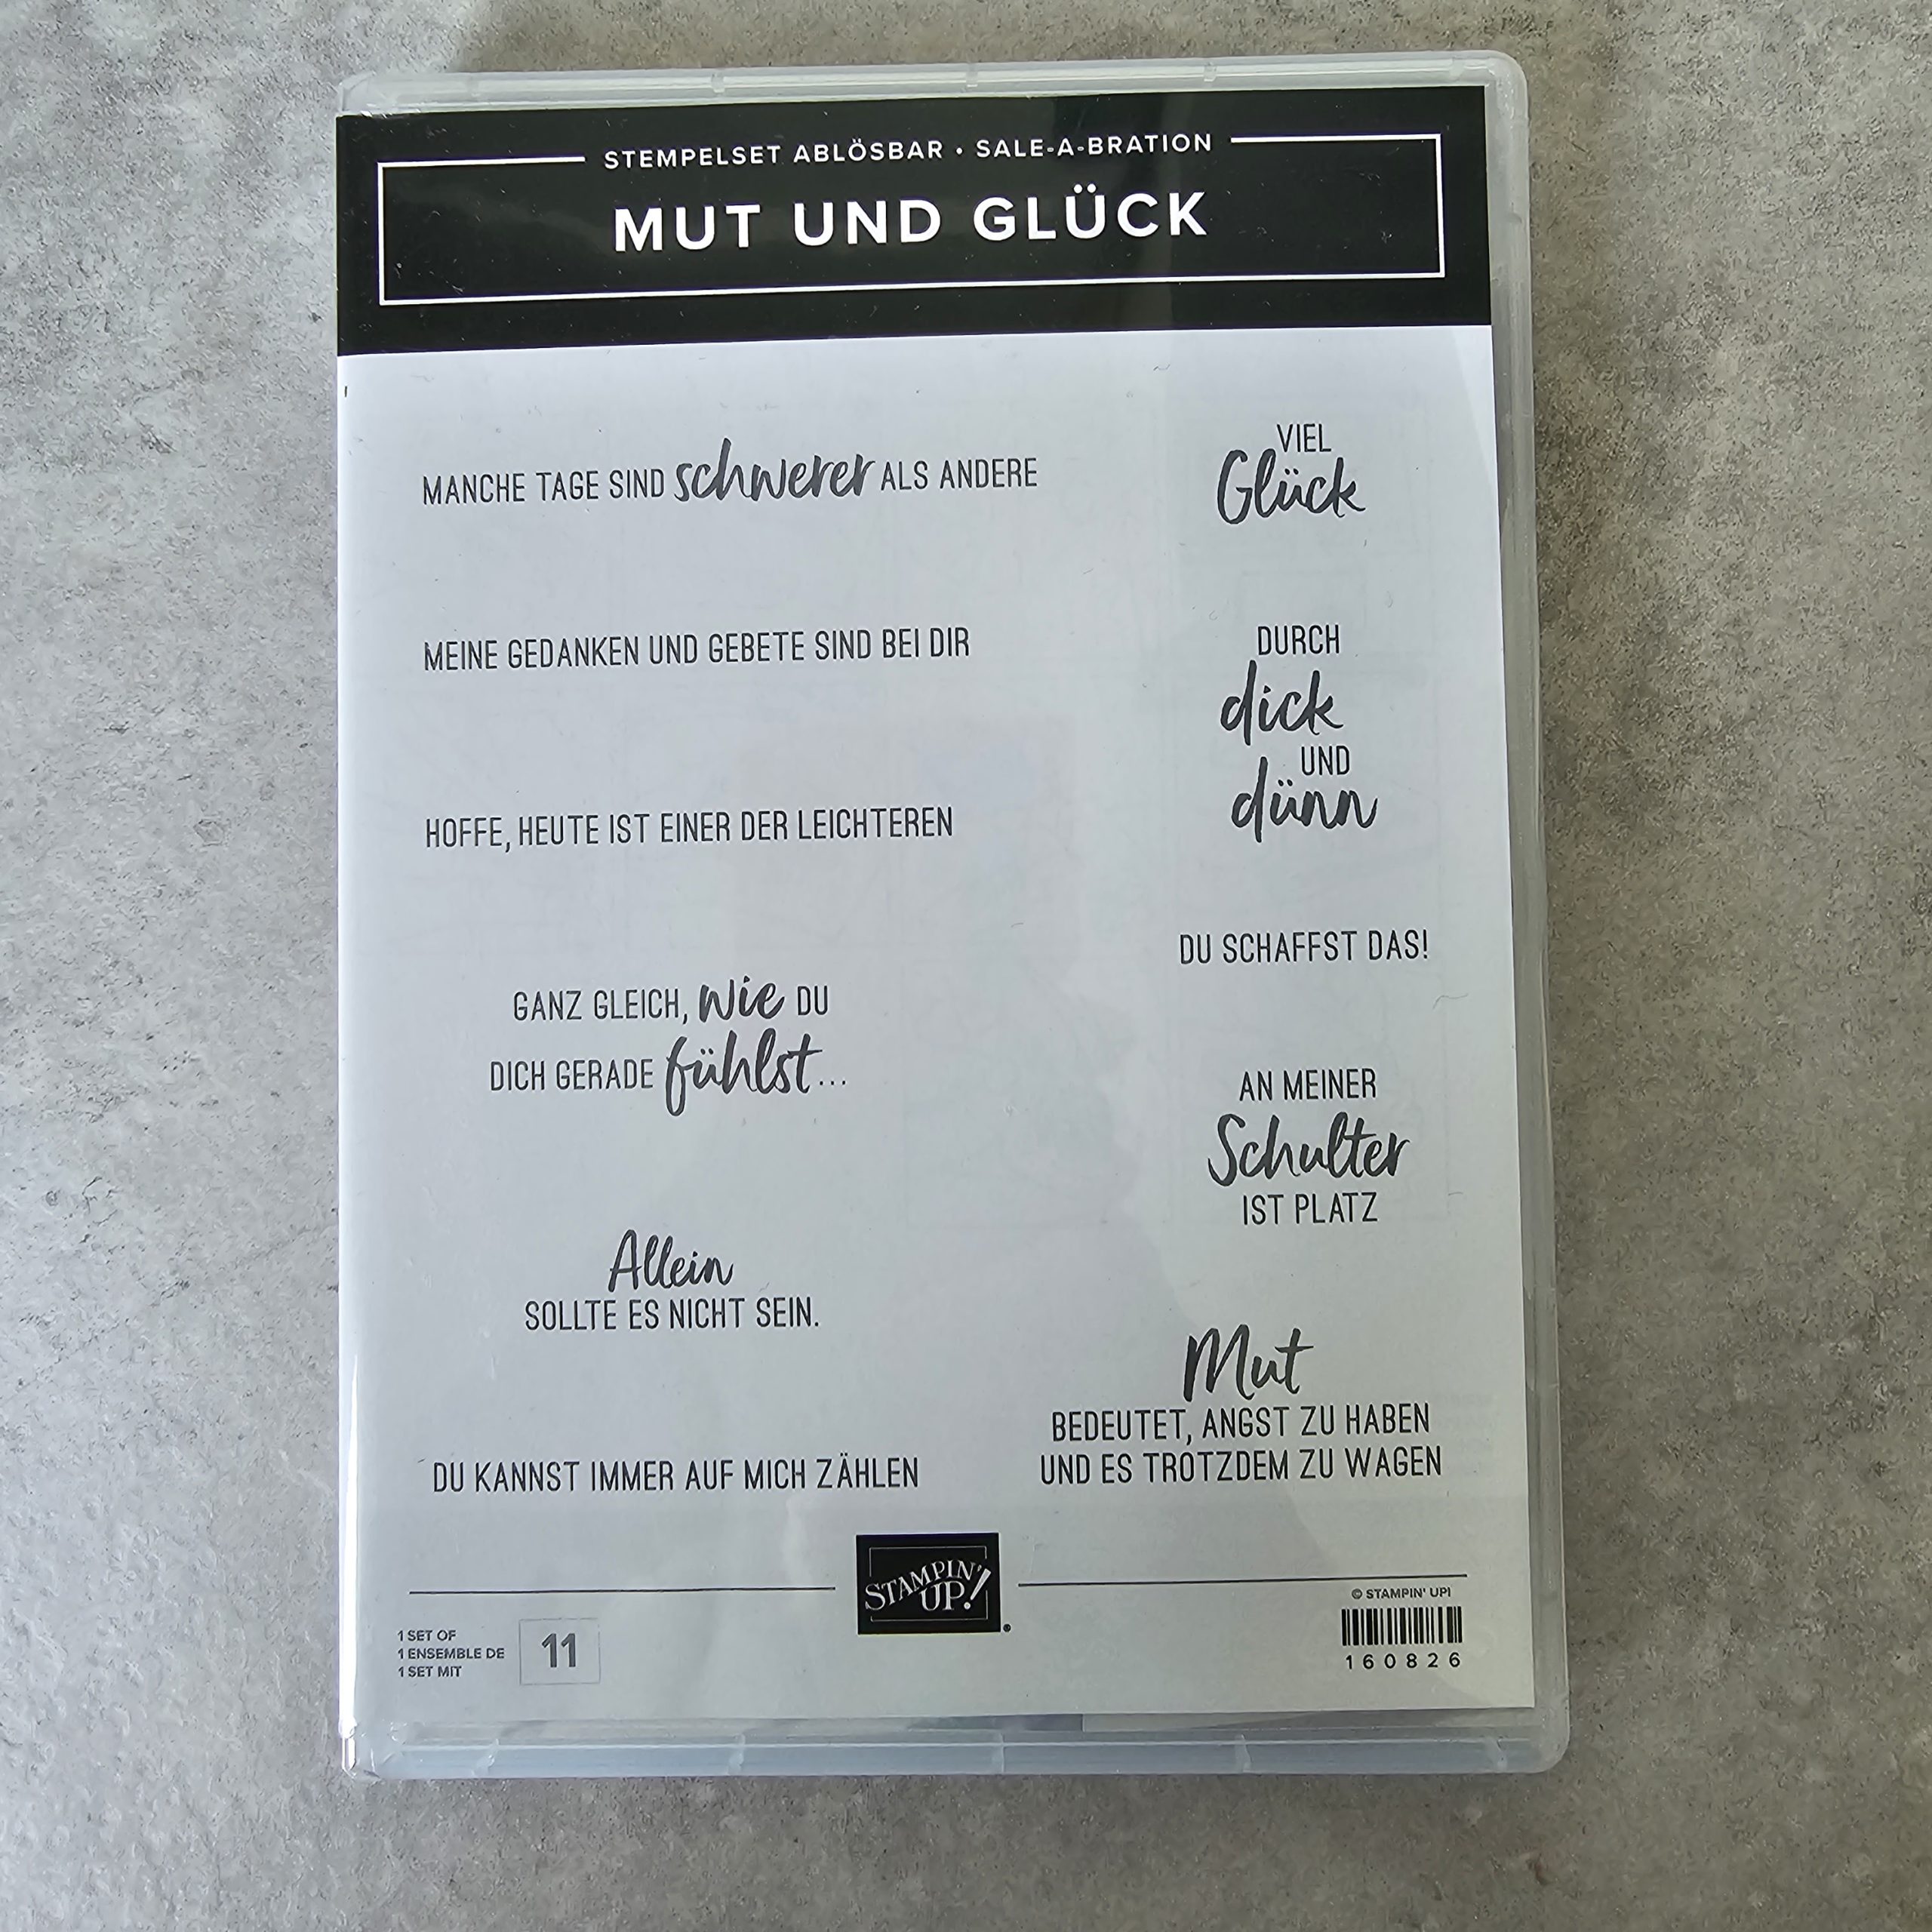 STEMPELSET ABLÖSBAR • SALE-A-BRATION
MUT UND GLÜCK
MANCHE TAGE SIND schwerer ALS ANDERE
MEINE GEDANKEN UND GEBETE SIND BEI DIR
HOFFE, HEUTE IST EINER DER LEICHTEREN
GANZ GLEICH, wie DU
DICH GERADE fühlst...
Allein
SOLLTE ES NICHT SEIN.
DU KANNST IMMER AUF MICH ZÄHLEN
VIEL
Glück
DURCH
dick
UND
dünn
DU SCHAFFST DAS!
AN MEINER
Schulter
IST PLATZ
Mut
BEDEUTET, ANGST ZU HABEN
UND ES TROTZDEM ZU WAGEN
STAMPIN'
UP!®
1 SET OF
1 ENSEMBLE DE
1 SET MIT
11
© STAMPIN' UP!
160826